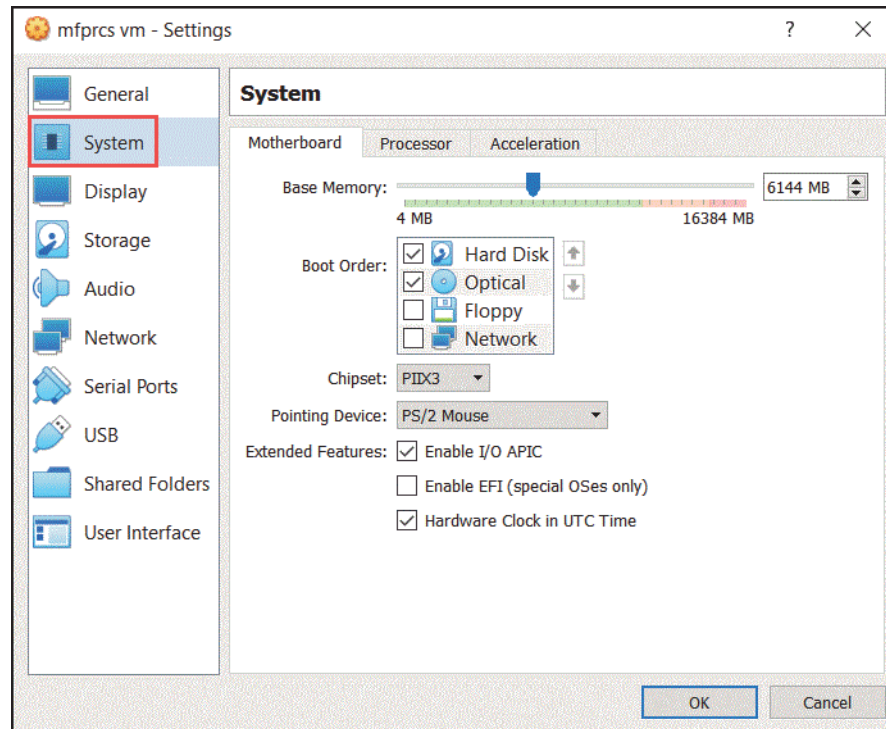 mfprcs vm - Settings
?
General
System
Display
Storage
Audio
Network
Serial Ports
USB
Shared Folders
User Interface
System
Motherboard Processor Acceleration
Base Memory: 6144 MB
4 MB 16384 MB
Boot Order:
Hard Disk
Optical
Floppy
Network
Chipset: PIIX3
Pointing Device: PS/2 Mouse
Extended Features: Enable I/O APIC
Enable EFI (special OSes only)
Hardware Clock in UTC Time
OK Cancel